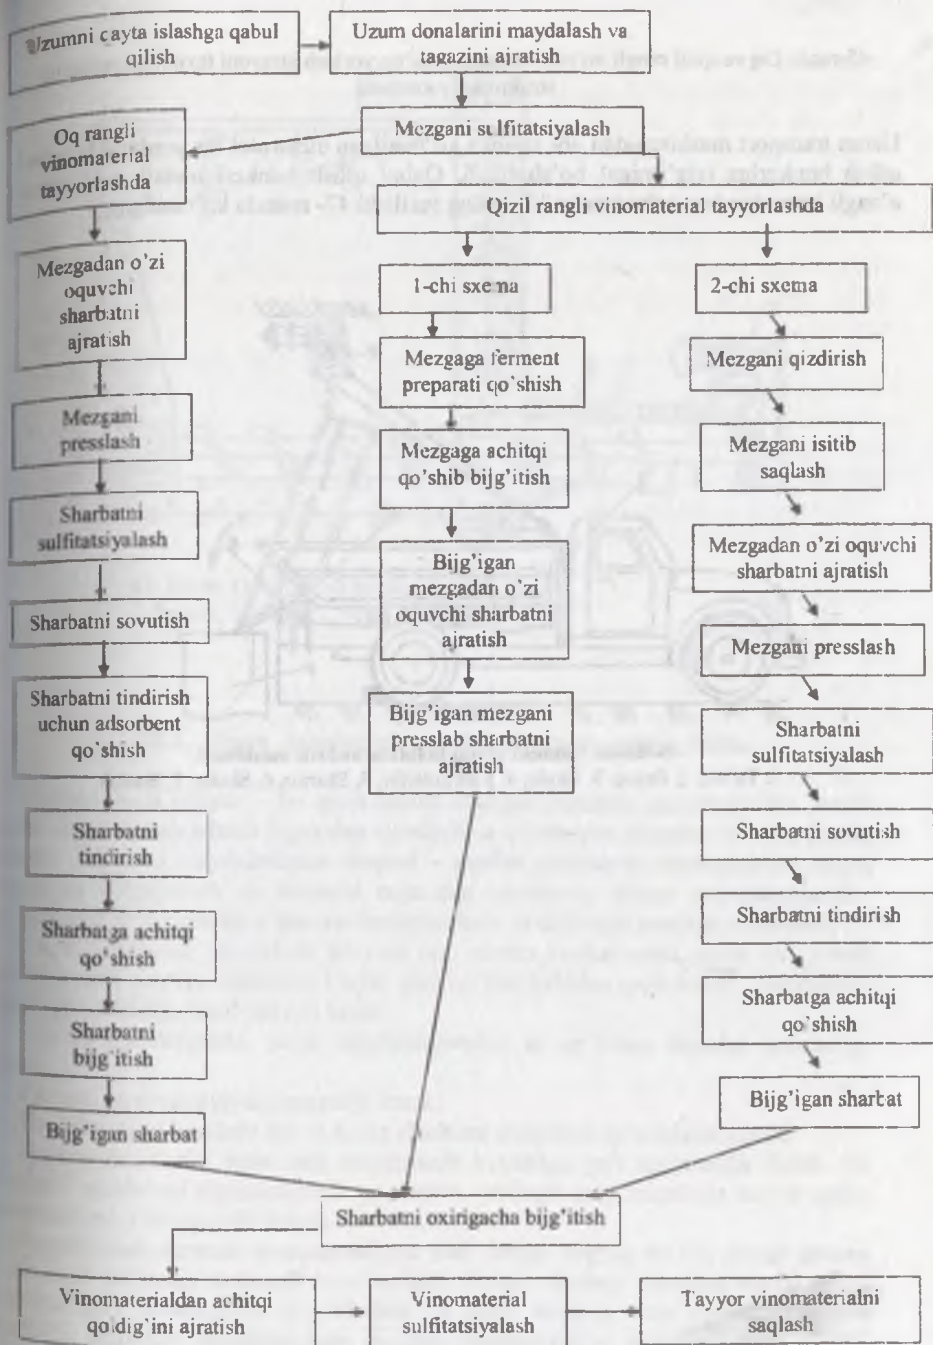 Uzumni cayta islashga qabul
qilish
Uzum donalarini maydalash va
tagazini ajratish
Mezgani sulfitatsiyalash
Oq rangli
vinomaterial
tayyorlashda
Qizil rangli vinomaterial tayyorlashda
Mezgadan o'zi
oquvchi
sharbatni
ajratish
Mezgani
presslash
Sharbatni
sulfitatsiyalash
Sharbatni sovutish
Sharbatni tindirish
uchun adsorbent
qo`shish
Sharbatni
tindirish
Sharbatga achitqi
qo'shish
Sharbatni
bijg`itish
Bijg'igan sharbat
1-chi sxema
Mezgaga ferment
preparati qo`shish
Mezgaga achitqi
qo'shib bijg'itish
Bijg'igan
mezgadan o'zi
oquvchi sharbatni
ajratish
Bijg'igan mezgani
presslab sharbatni
ajratish
2-chi sxema
Mezgani qizdirish
Mezgani isitib
saqlash
Mezgadan o'zi oquvchi
sharbatni ajratish
Mezgani presslash
Sharbatni
sulfitatsiyalash
Sharbatni sovutish
Sharbatni tindirish
Sharbatga achitqi
qo`shish
Bijg'igan sharbat
Sharbatni oxirigacha bijg'itish
Vinomaterialdan achitqi
qoldig`ini ajratish
Vinomaterial
sulfitatsiyalash
Tayyor vinomaterialni
saqlash